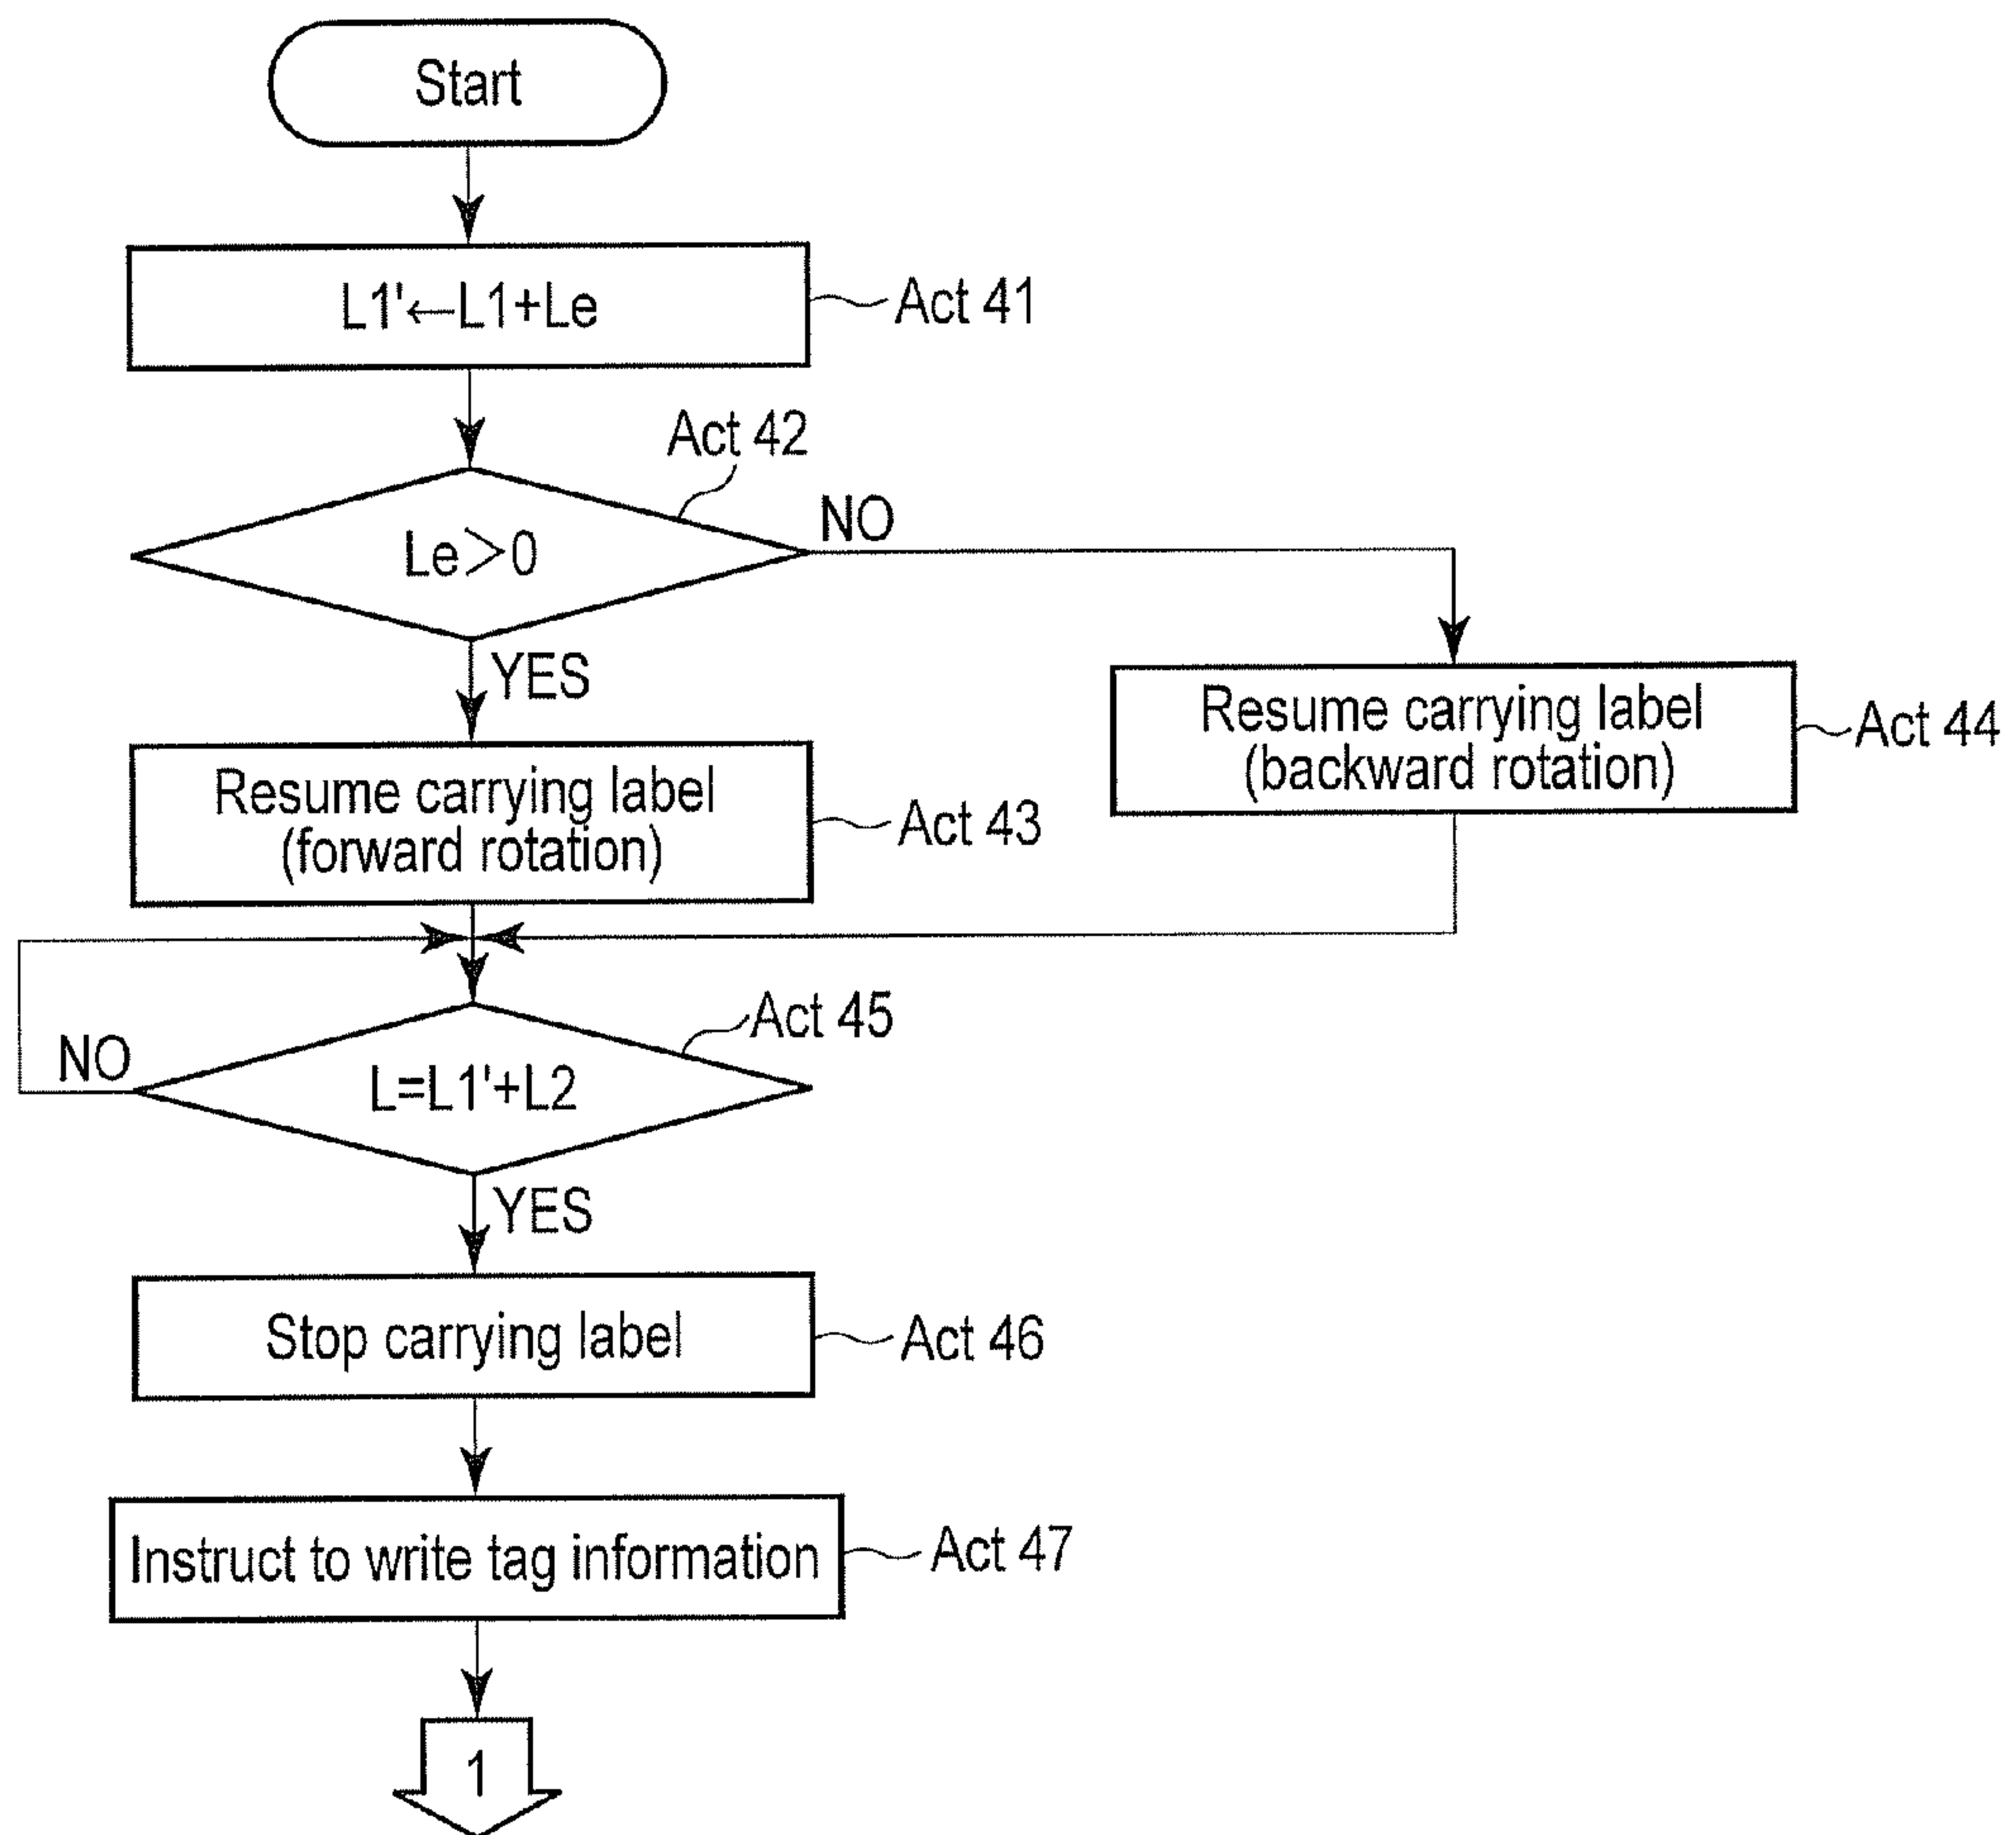 Start
L1'←L1+Le
Act 41
Act 42
Le＞0
NO
YES
Resume carrying label
(forward rotation)
Act 43
Resume carrying label
(backward rotation)
Act 44
Act 45
L=L1'+L2
NO
YES
Stop carrying label
Act 46
Instruct to write tag information
Act 47
1